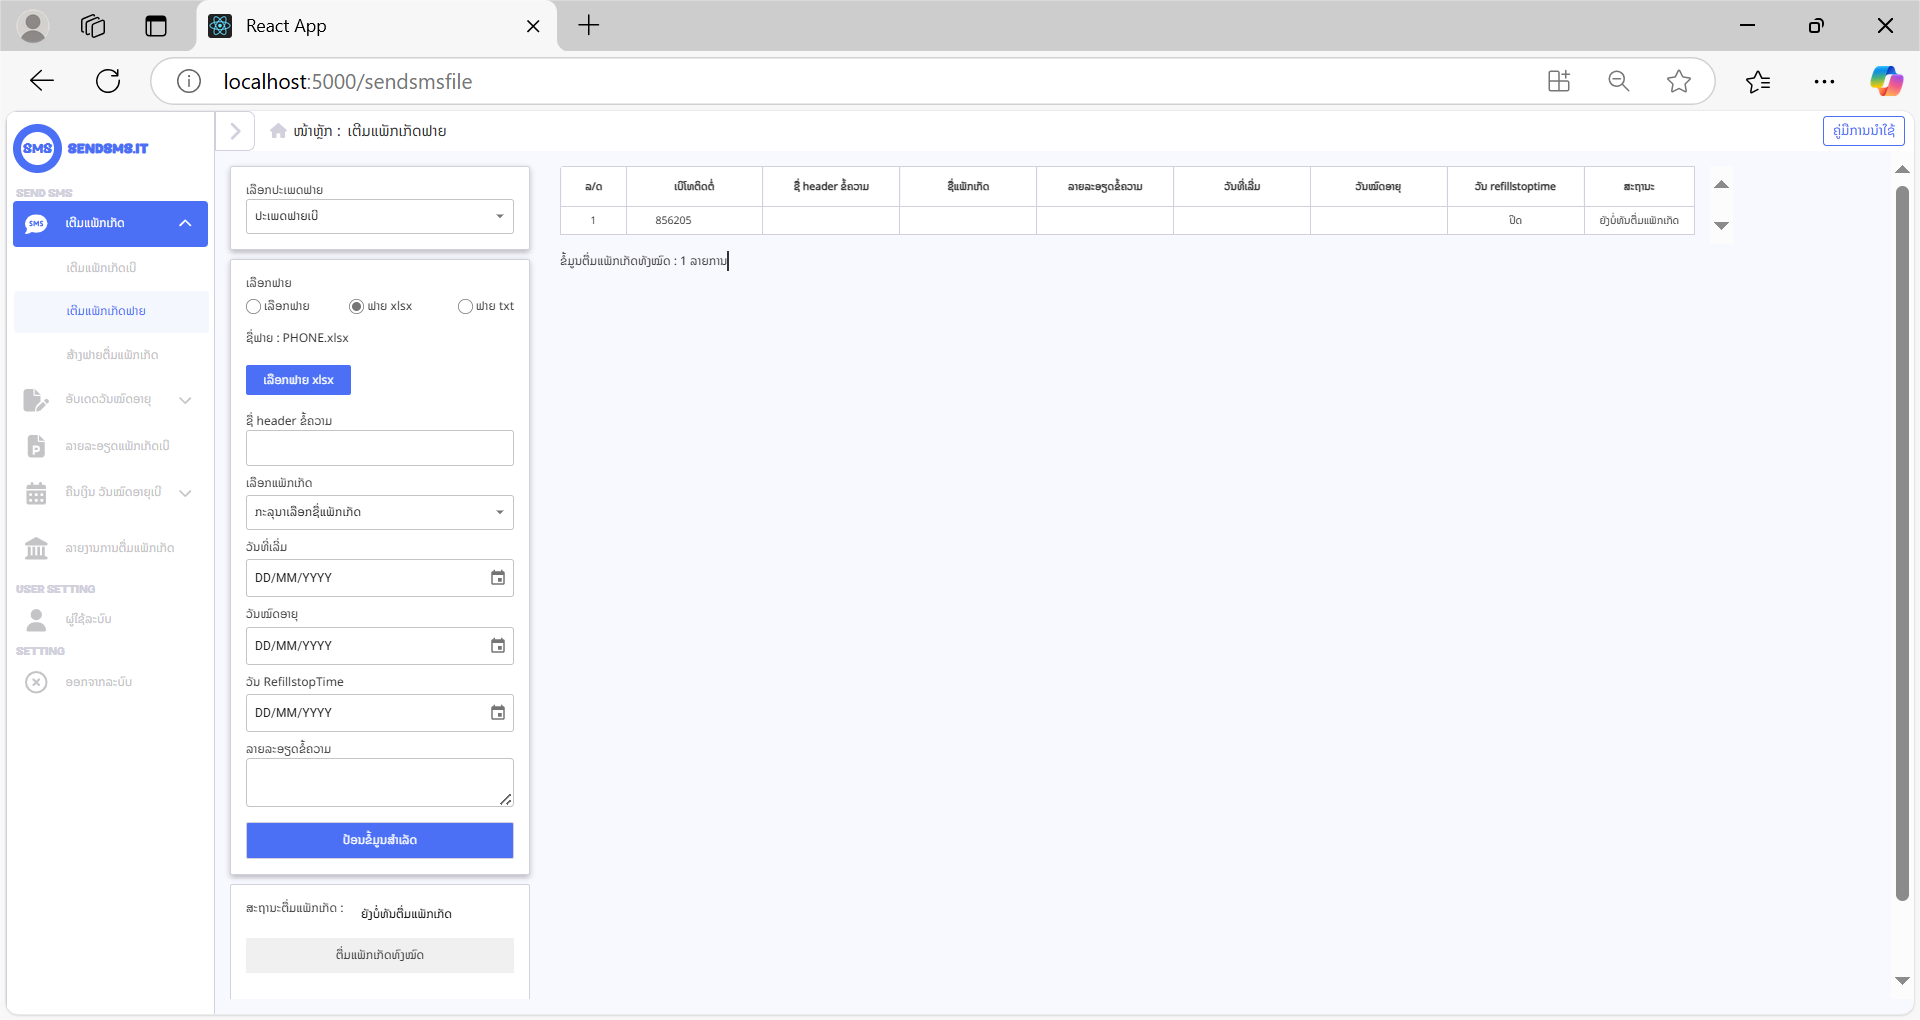 React App
localhost:5000/sendsmsfile
SMS SENDSMS.IT
ໜ້າຫຼັກ : ເຕີມແພັກເກັດຟາຍ
ຄູ່ມືການນຳໃຊ້
SEND SMS
SMS ເຕີມແພັກເກັດ
ເຕີມແພັກເກັດເບີ
ເຕີມແພັກເກັດຟາຍ
ສ້າງຟາຍຕື່ມແພັກເກັດ
ອັບເດດວັນໝົດອາຍຸ
ລາຍລະອຽດແພັກເກັດເບີ
ຄືນເງິນ ວັນໝົດອາຍຸເບີ
ລາຍງານການຕື່ມແພັກເກັດ
USER SETTING
ຜູ້ໃຊ້ລະບົບ
SETTING
ອອກຈາກລະບົບ
ເລືອກປະເພດຟາຍ
ປະເພດຟາຍເບີ
ເລືອກຟາຍ
ເລືອກຟາຍ ຟາຍ xlsx ຟາຍ txt
ຊື່ຟາຍ : PHONE.xlsx
ເລືອກຟາຍ xlsx
ຊື່ header ຂໍ້ຄວາມ
ເລືອກແພັກເກັດ
ກະລຸນາເລືອກຊື່ແພັກເກັດ
ວັນທີ່ເລີ່ມ
DD/MM/YYYY
ວັນໝົດອາຍຸ
DD/MM/YYYY
ວັນ RefillstopTime
DD/MM/YYYY
ລາຍລະອຽດຂໍ້ຄວາມ
ປ້ອນຂໍ້ມູນສຳເລັດ
ສະຖານະຕື່ມແພັກເກັດ : ຍັງບໍ່ທັນຕື່ມແພັກເກັດ
ຕື່ມແພັກເກັດທັງໝົດ
ລ/ດ ເບີໂທຕິດຕໍ່ ຊື່ header ຂໍ້ຄວາມ ຊື່ແພັກເກັດ ລາຍລະອຽດຂໍ້ຄວາມ ວັນທີ່ເລີ່ມ ວັນໝົດອາຍຸ ວັນ refillstoptime ສະຖານະ
1 856205 ປິດ ຍັງບໍ່ທັນຕື່ມແພັກເກັດ
ຂໍ້ມູນຕື່ມແພັກເກັດທັງໝົດ : 1 ລາຍການ